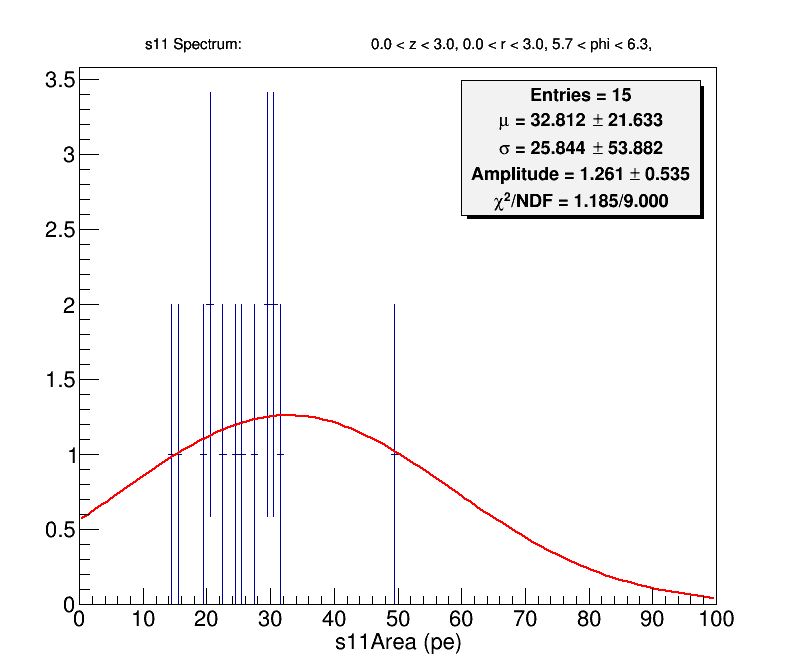 s11 Spectrum: 0.0 < z < 3.0, 0.0 < r < 3.0, 5.7 < phi < 6.3,
Entries = 15
μ = 32.812 ± 21.633
σ = 25.844 ± 53.882
Amplitude = 1.261 ± 0.535
χ²/NDF = 1.185/9.000
3.5
3
2.5
2
1.5
1
0.5
0
0 10 20 30 40 50 60 70 80 90 100
s11Area (pe)